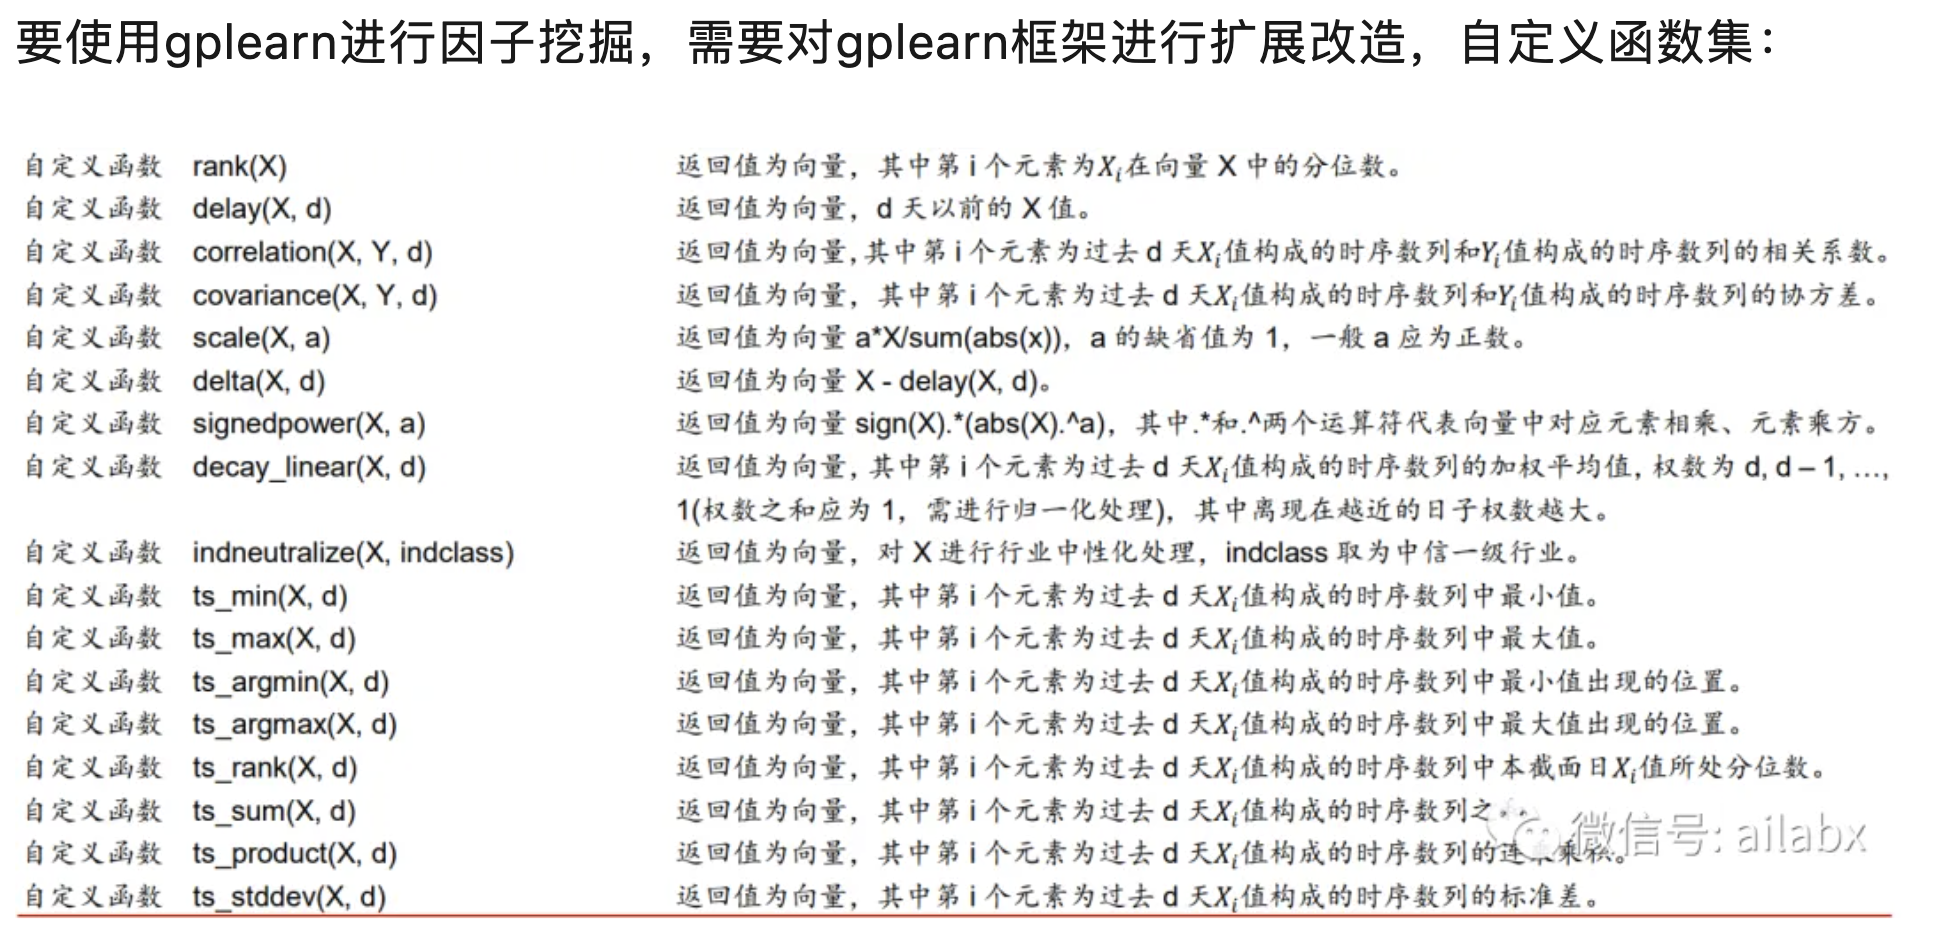 要使用gplearn进行因子挖掘，需要对gplearn框架进行扩展改造，自定义函数集：
自定义函数 rank(X) 返回值为向量，其中第 i 个元素为Xi在向量 X 中的分位数。
自定义函数 delay(X, d) 返回值为向量，d 天以前的 X 值。
自定义函数 correlation(X, Y, d) 返回值为向量,其中第 i 个元素为过去 d 天Xi值构成的时序数列和Yi值构成的时序数列的相关系数。
自定义函数 covariance(X, Y, d) 返回值为向量，其中第 i 个元素为过去 d 天Xi值构成的时序数列和Yi值构成的时序数列的协方差。
自定义函数 scale(X, a) 返回值为向量 a*X/sum(abs(x))，a 的缺省值为 1，一般 a 应为正数。
自定义函数 delta(X, d) 返回值为向量 X - delay(X, d)。
自定义函数 signedpower(X, a) 返回值为向量 sign(X).*(abs(X).^a)，其中.*和.^两个运算符代表向量中对应元素相乘、元素乘方。
自定义函数 decay_linear(X, d) 返回值为向量,其中第 i 个元素为过去 d 天Xi值构成的时序数列的加权平均值,权数为 d, d – 1, …,
1(权数之和应为 1，需进行归一化处理)，其中离现在越近的日子权数越大。
自定义函数 indneutralize(X, indclass) 返回值为向量，对 X 进行行业中性化处理，indclass 取为中信一级行业。
自定义函数 ts_min(X, d) 返回值为向量，其中第 i 个元素为过去 d 天Xi值构成的时序数列中最小值。
自定义函数 ts_max(X, d) 返回值为向量，其中第 i 个元素为过去 d 天Xi值构成的时序数列中最大值。
自定义函数 ts_argmin(X, d) 返回值为向量，其中第 i 个元素为过去 d 天Xi值构成的时序数列中最小值出现的位置。
自定义函数 ts_argmax(X, d) 返回值为向量，其中第 i 个元素为过去 d 天Xi值构成的时序数列中最大值出现的位置。
自定义函数 ts_rank(X, d) 返回值为向量，其中第 i 个元素为过去 d 天Xi值构成的时序数列中本截面日Xi值所处分位数。
自定义函数 ts_sum(X, d) 返回值为向量，其中第 i 个元素为过去 d 天Xi值构成的时序数列之
微信号: ailabx
自定义函数 ts_product(X, d) 返回值为向量，其中第 i 个元素为过去 d 天Xi值构成的时序数列的连乘乘积。
自定义函数 ts_stddev(X, d) 返回值为向量，其中第 i 个元素为过去 d 天Xi值构成的时序数列的标准差。